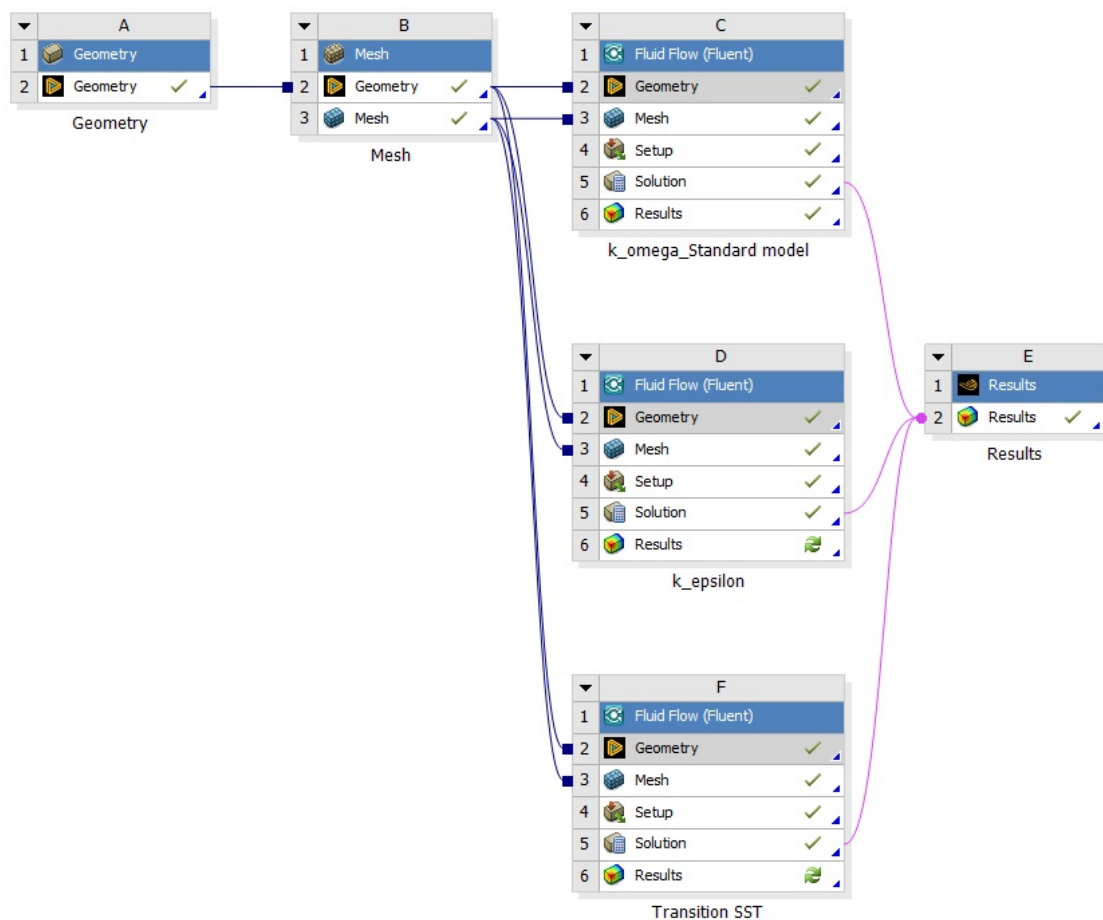 A
1 Geometry
2 Geometry
Geometry
B
1 Mesh
2 Geometry
3 Mesh
Mesh
C
1 Fluid Flow (Fluent)
2 Geometry
3 Mesh
4 Setup
5 Solution
6 Results
k_omega_Standard model
D
1 Fluid Flow (Fluent)
2 Geometry
3 Mesh
4 Setup
5 Solution
6 Results
k_epsilon
E
1 Results
2 Results
Results
F
1 Fluid Flow (Fluent)
2 Geometry
3 Mesh
4 Setup
5 Solution
6 Results
Transition SST